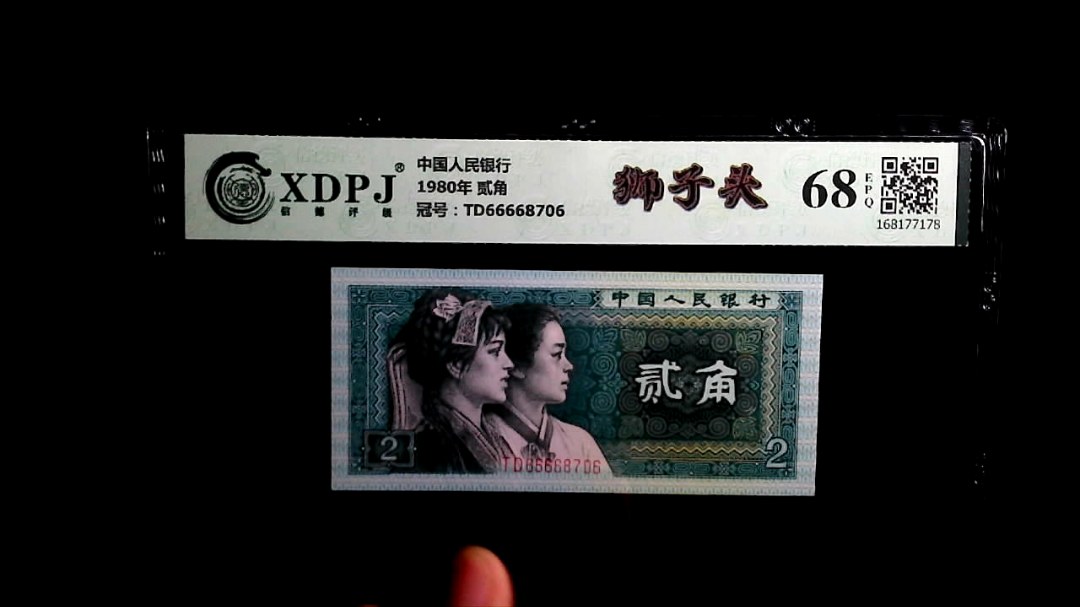 XDPJ®
信德评级
中国人民银行
1980年 贰角
冠号：TD66668706
狮子头
68
EPQ
168177178
中国人民银行
贰角
2
TD66668706
2